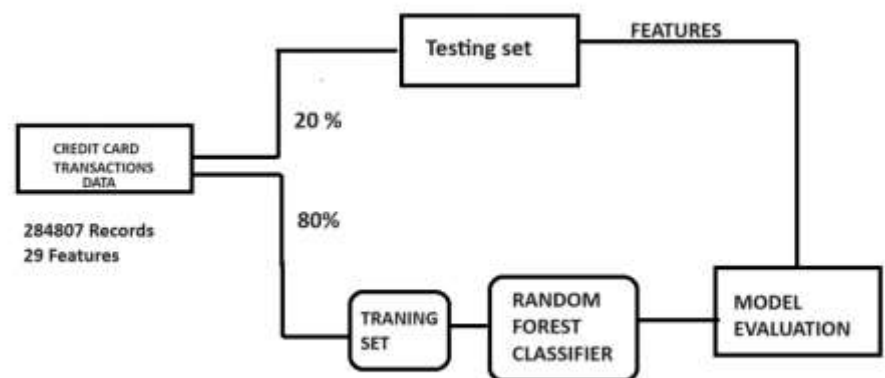 Testing set
FEATURES
20 %
CREDIT CARD
TRANSACTIONS
DATA
80%
284807 Records
29 Features
TRANING
SET
RANDOM
FOREST
CLASSIFIER
MODEL
EVALUATION